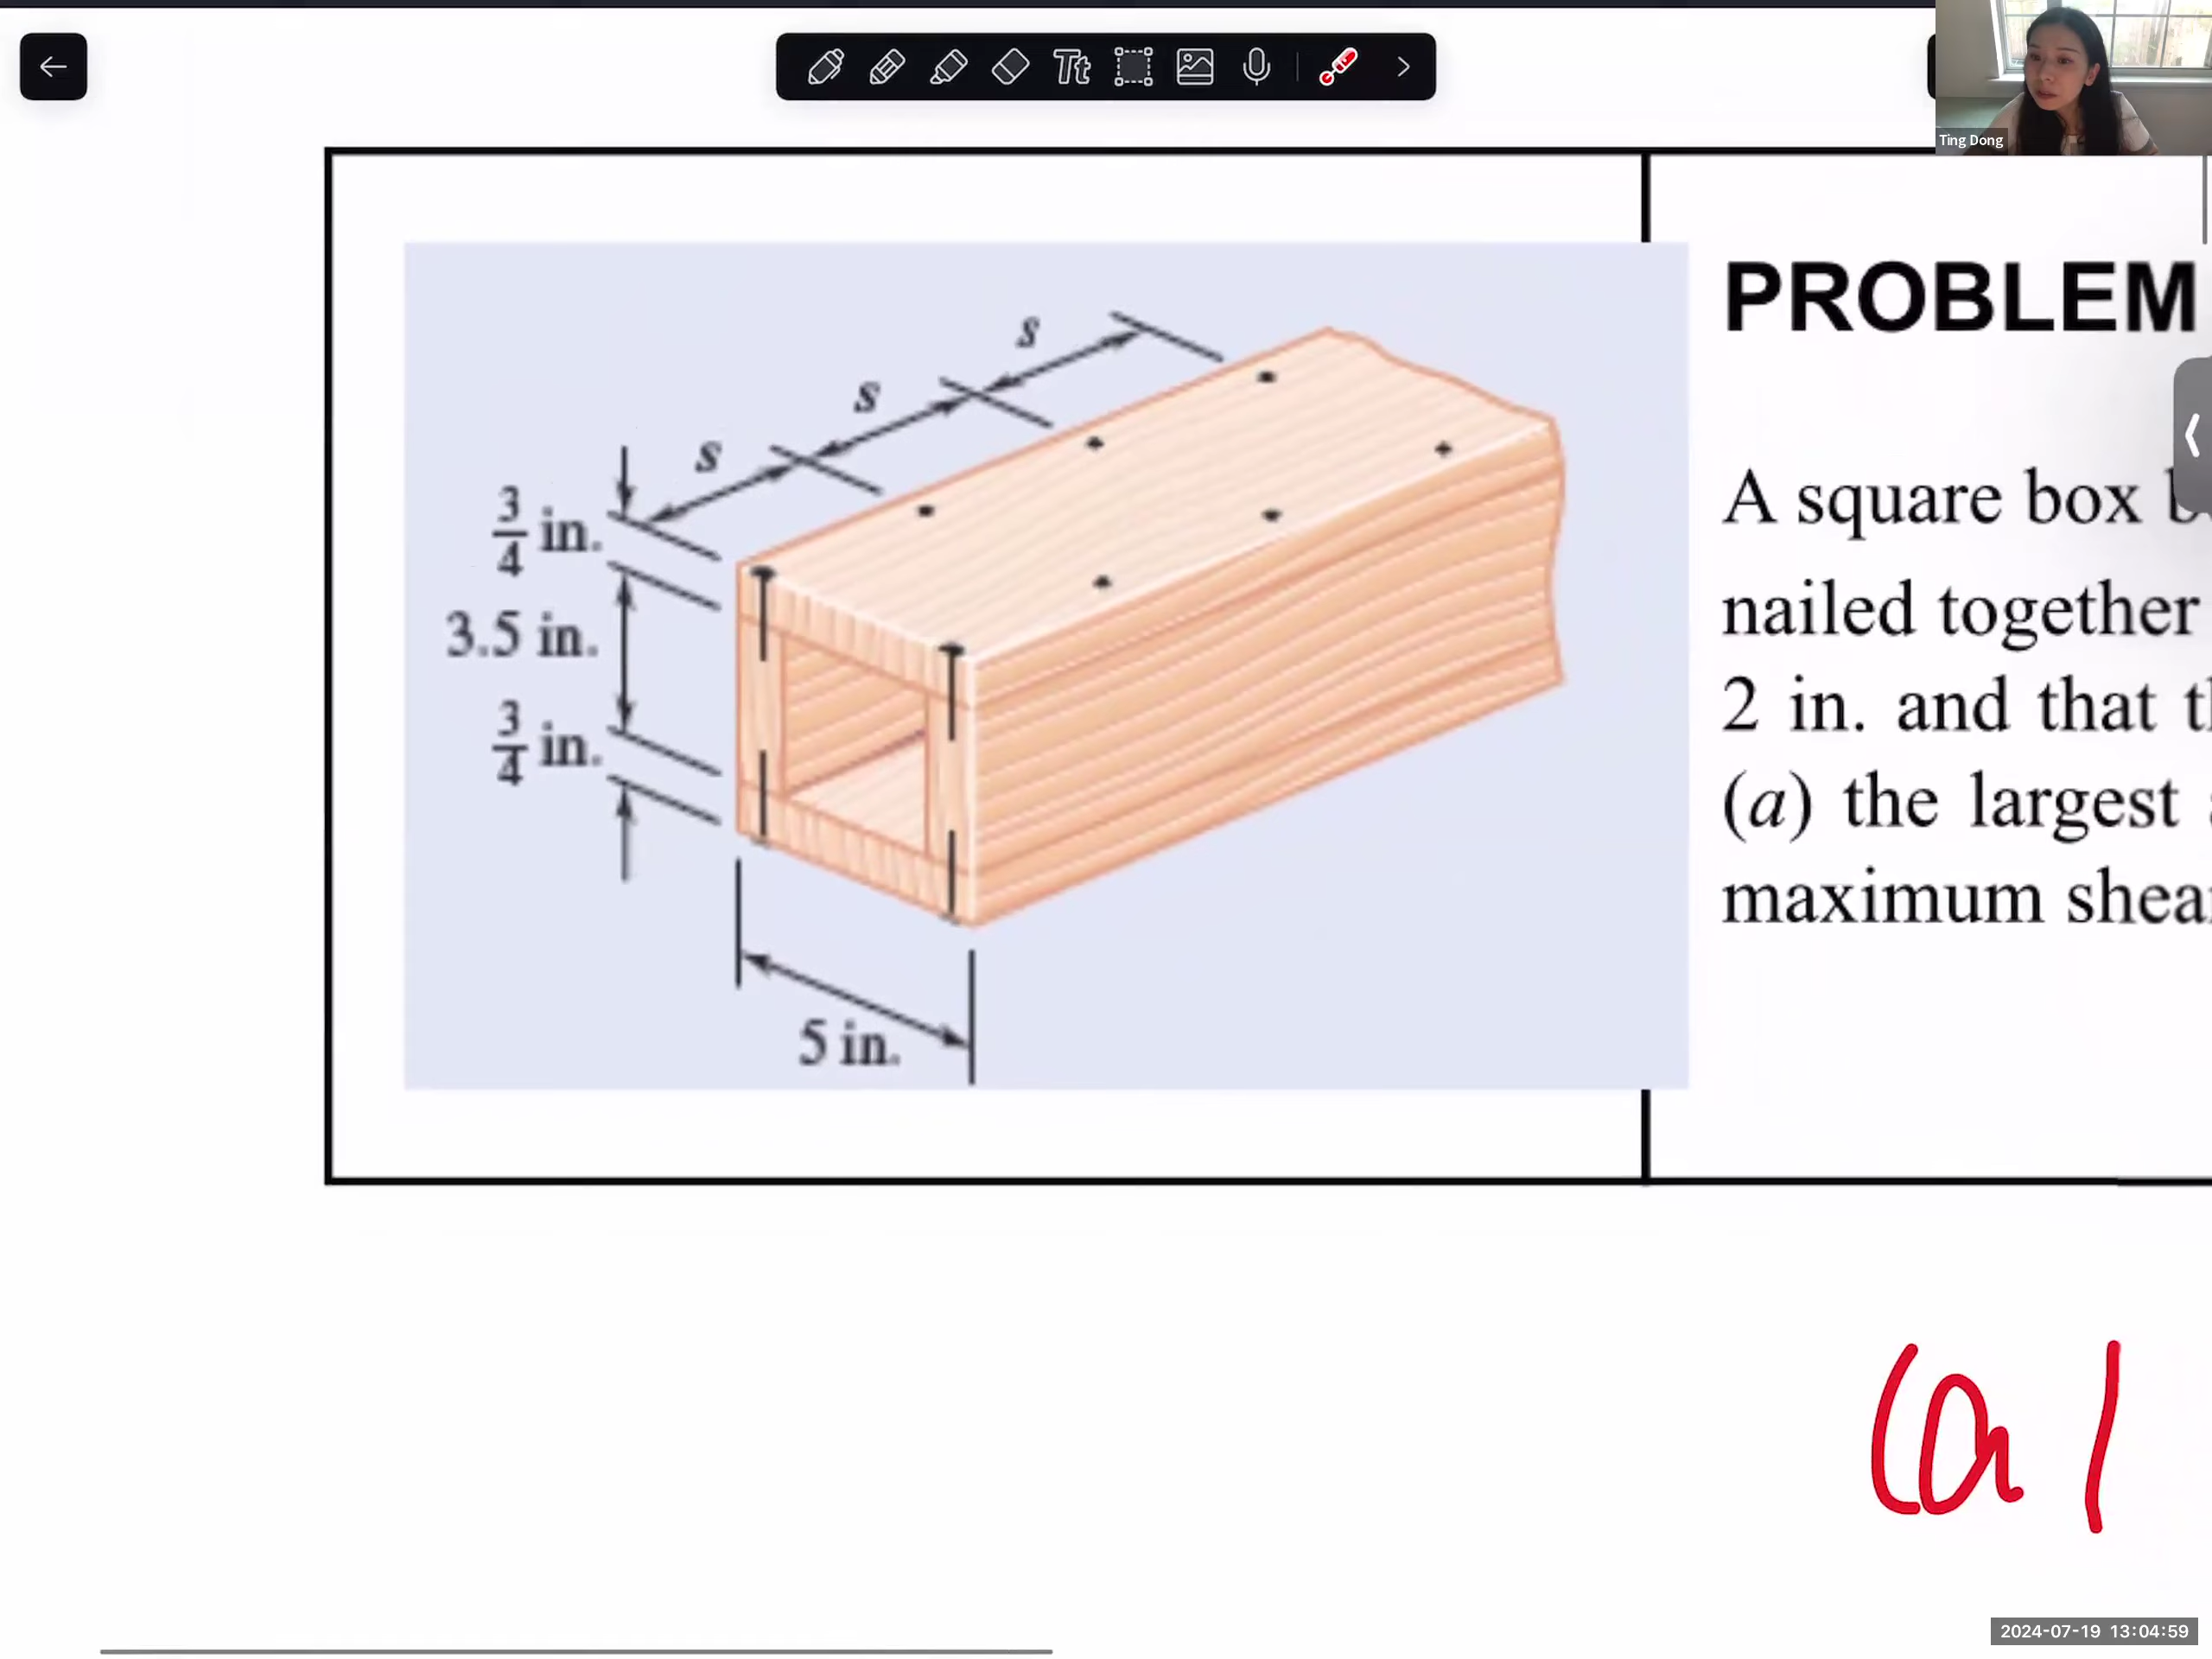 Tt
Ting Dong
PROBLEM
s
s
s
3/4 in.
3.5 in.
3/4 in.
5 in.
A square box
nailed together
2 in. and that
(a) the largest
maximum
(a)
2024-07-19 13:04:59